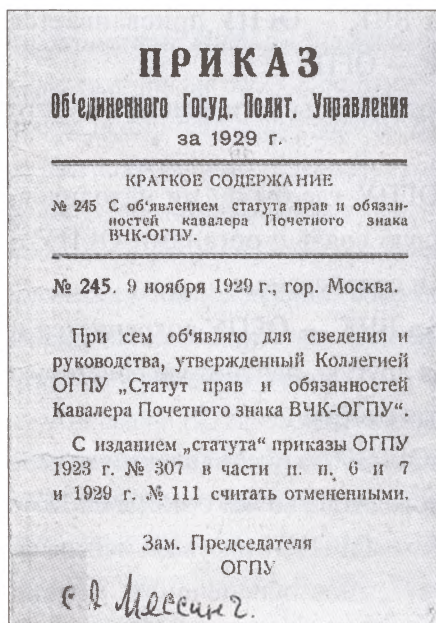 ПРИКАЗ
Об'единенного Госуд. Полит. Управления
за 1929 г.
КРАТКОЕ СОДЕРЖАНИЕ
№ 245 С об'явлением статута прав и обязан-
ностей кавалера Почетного знака
ВЧК-ОГПУ.
№ 245. 9 ноября 1929 г., гор. Москва.
При сем об'являю для сведения и
руководства, утвержденный Коллегией
ОГПУ „Статут прав и обязанностей
Кавалера Почетного знака ВЧК-ОГПУ“.
С изданием „статута“ приказы ОГПУ
1923 г. № 307 в части п. п. 6 и 7
и 1929 г. № 111 считать отмененными.
Зам. Председателя
ОГПУ
Мессинг.